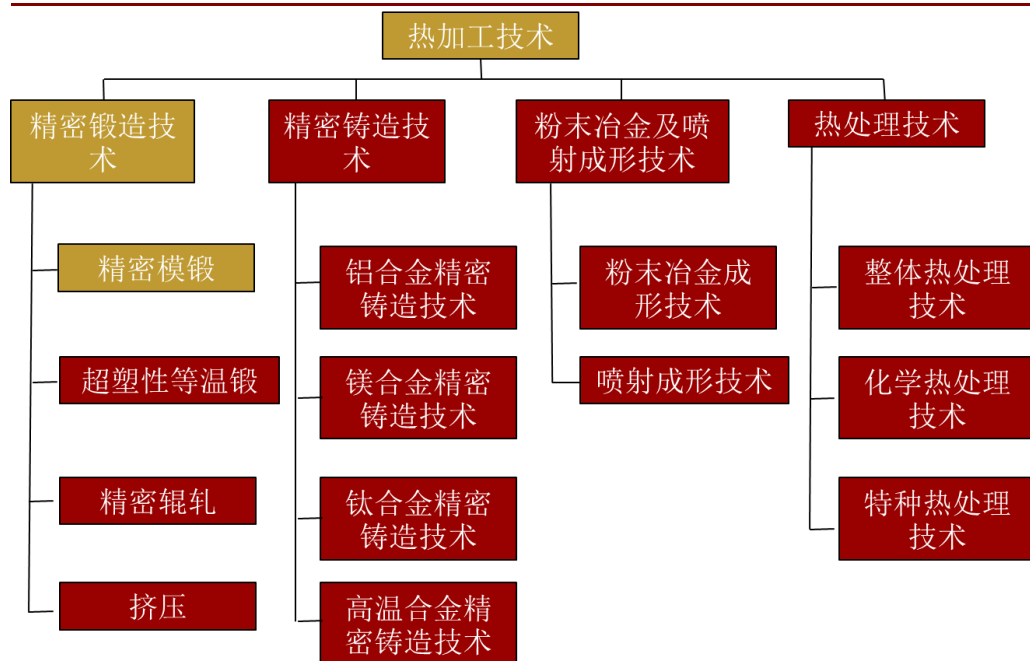 热加工技术
精密锻造技
术
精密模锻
超塑性等温锻
精密辊轧
挤压
精密铸造技
术
铝合金精密
铸造技术
镁合金精密
铸造技术
钛合金精密
铸造技术
高温合金精
密铸造技术
粉末冶金及喷
射成形技术
粉末冶金成
形技术
喷射成形技术
热处理技术
整体热处理
技术
化学热处理
技术
特种热处理
技术